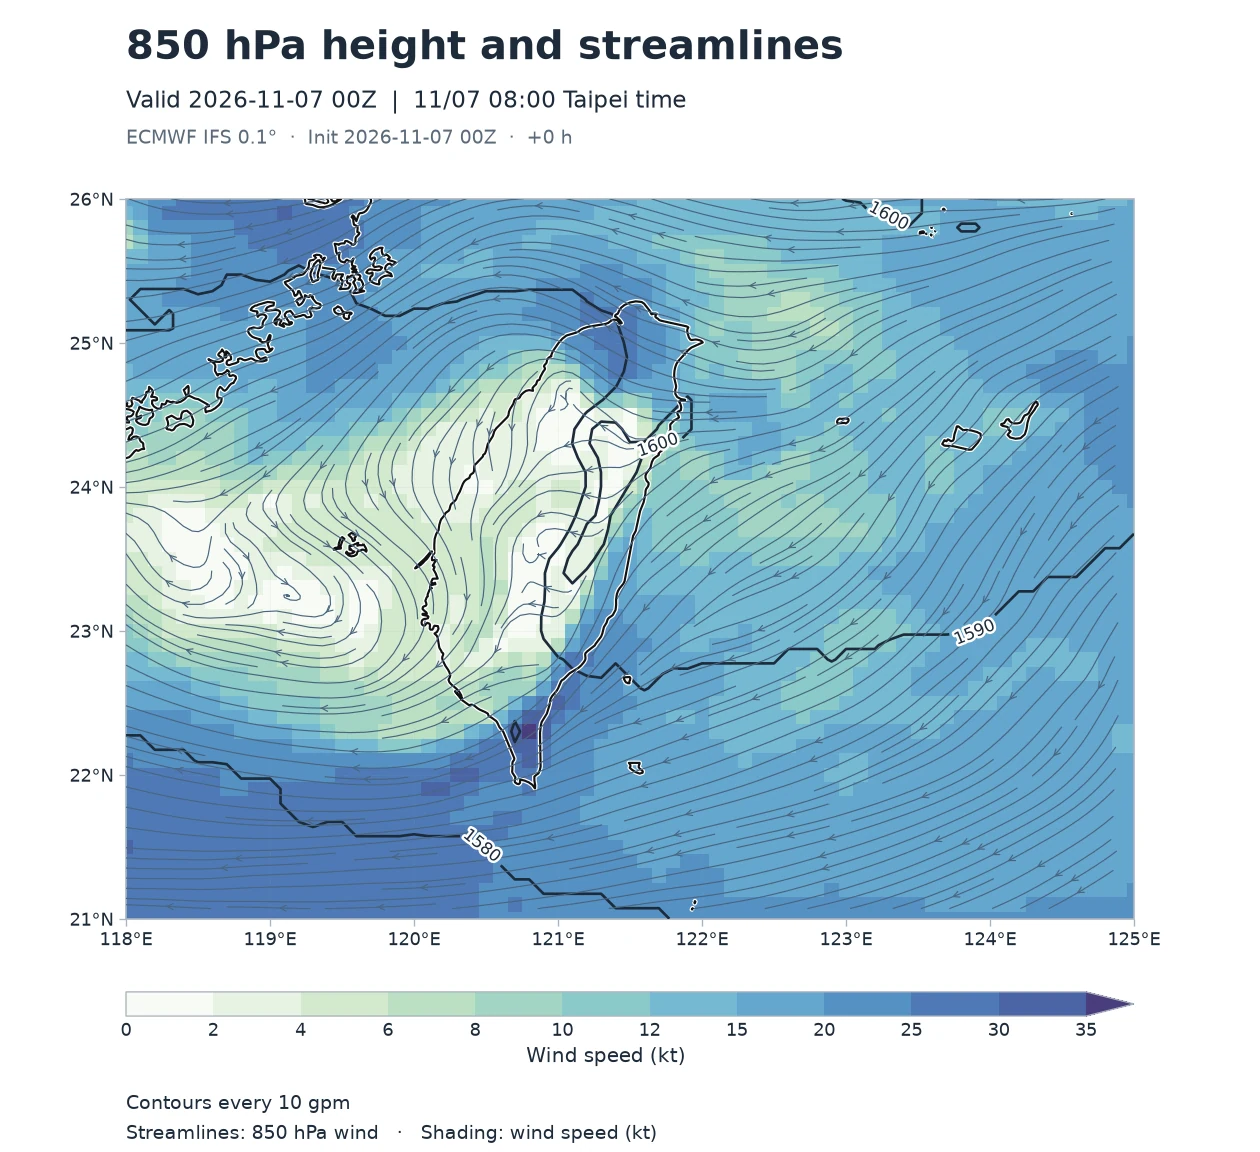 850 hPa height and streamlines
Valid 2026-11-07 00Z | 11/07 08:00 Taipei time
ECMWF IFS 0.1° · Init 2026-11-07 00Z · +0 h
26°N
1600
25°N
1600
24°N
23°N
1590
22°N
1580
21°N
118°E 119°E 120°E 121°E 122°E 123°E 124°E 125°E
0 2 4 6 8 10 12 15 20 25 30 35
Wind speed (kt)
Contours every 10 gpm
Streamlines: 850 hPa wind · Shading: wind speed (kt)